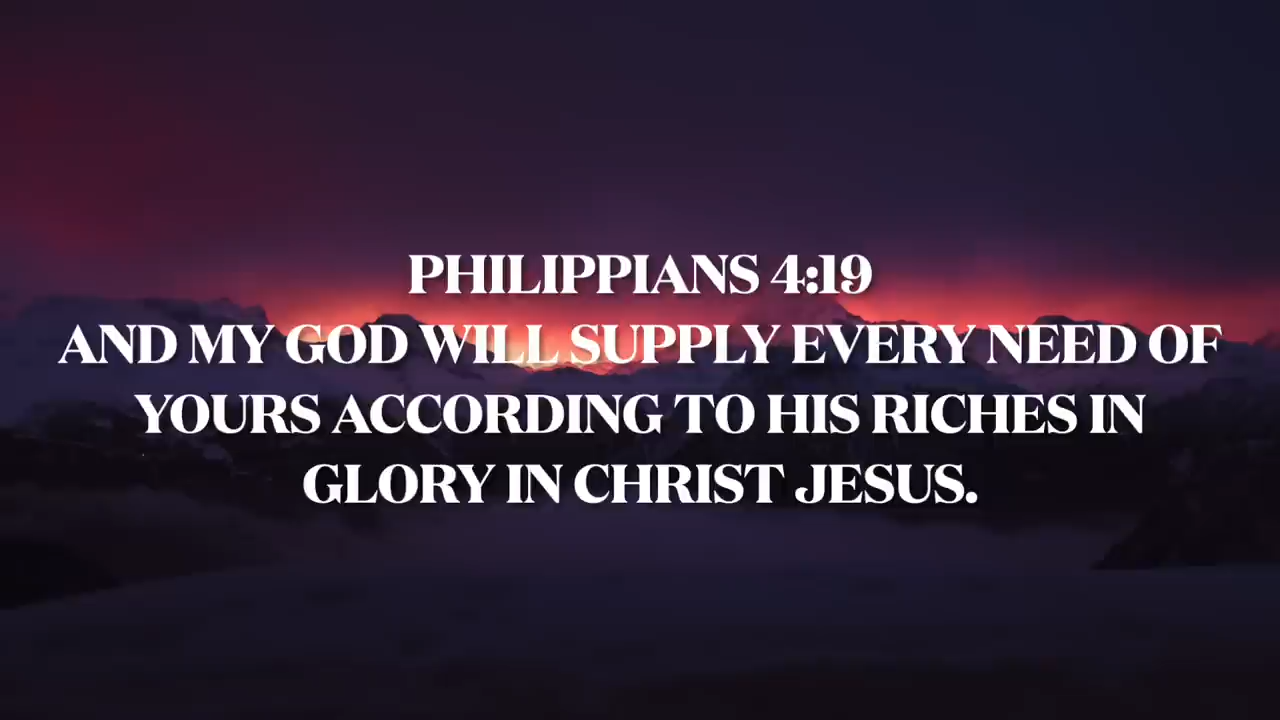 PHILIPPIANS 4:19
AND MY GOD WILL SUPPLY EVERY NEED OF
YOURS ACCORDING TO HIS RICHES IN
GLORY IN CHRIST JESUS.